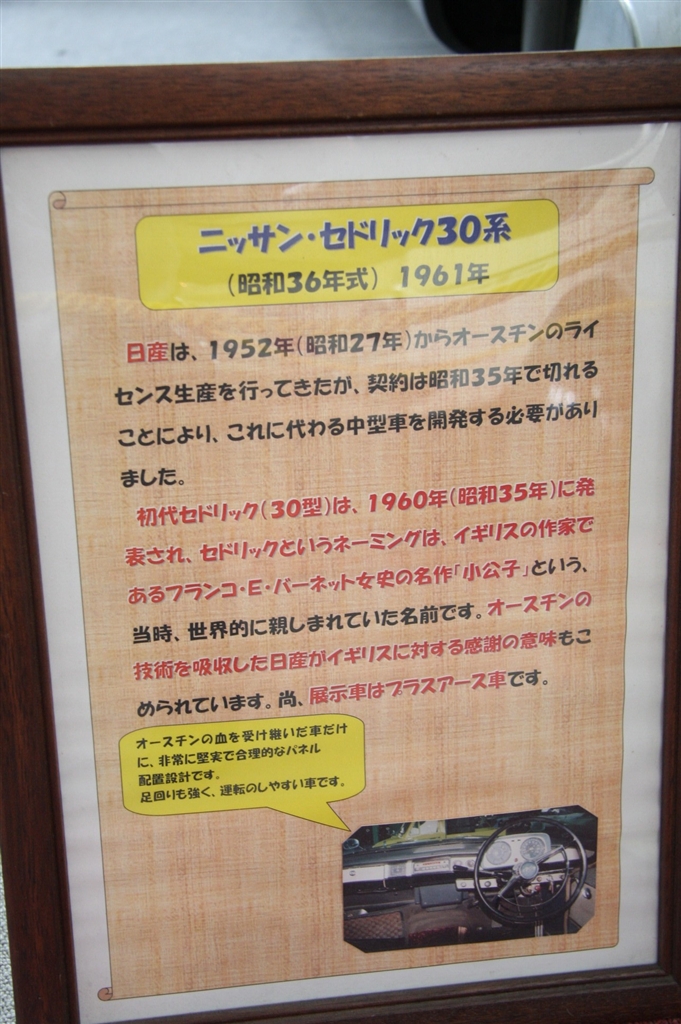 ニッサン・セドリック30系
(昭和36年式) 1961年
日産は、1952年(昭和27年)からオースチンのライ
センス生産を行ってきたが、契約は昭和35年で切れる
ことにより、これに代わる中型車を開発する必要があり
ました。
初代セドリック(30型)は、1960年(昭和35年)に発
表され、セドリックというネーミングは、イギリスの作家で
あるフランコ・E・バーネット女史の名作「小公子」という、
当時、世界的に親しまれていた名前です。オースチンの
技術を吸収した日産がイギリスに対する感謝の意味もこ
められています。尚、展示車はプラスアース車です。
オースチンの血を受け継いだ車だけ
に、非常に堅実で合理的なパネル
配置設計です。
足回りも強く、運転のしやすい車です。